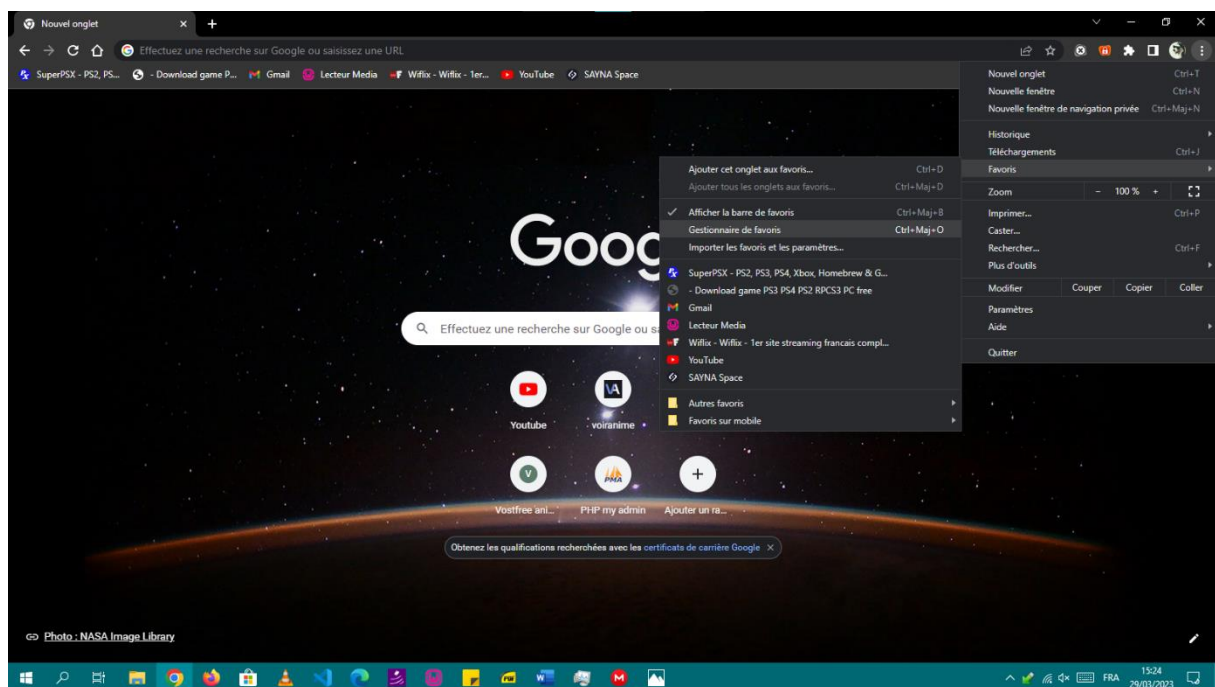 Nouvel onglet
Effectuez une recherche sur Google ou saisissez une URL
SuperPSX - PS2, PS... - Download game P... Gmail Lecteur Media Wiflix - Wiflix - 1er... YouTube SAYNA Space
Nouvel onglet Ctrl+T
Nouvelle fenêtre Ctrl+N
Nouvelle fenêtre de navigation privée Ctrl+Maj+N
Historique
Téléchargements Ctrl+J
Favoris
Zoom - 100 % +
Imprimer... Ctrl+P
Caster...
Rechercher... Ctrl+F
Plus d'outils
Modifier Couper Copier Coller
Paramètres
Aide
Quitter
Ajouter cet onglet aux favoris... Ctrl+D
Ajouter tous les onglets aux favoris... Ctrl+Maj+D
Afficher la barre de favoris Ctrl+Maj+B
Gestionnaire de favoris Ctrl+Maj+O
Importer les favoris et les paramètres...
SuperPSX - PS2, PS3, PS4, Xbox, Homebrew & G...
- Download game PS3 PS4 PS2 RPCS3 PC free
Gmail
Lecteur Media
Wiflix - Wiflix - 1er site streaming francais compl...
YouTube
SAYNA Space
Autres favoris
Favoris sur mobile
Goog
Effectuez une recherche sur Google ou sa
Youtube voiranime
V PMA
Vostfree ani... PHP my admin Ajouter un ra...
Obtenez les qualifications recherchées avec les certificats de carrière Google
Photo : NASA Image Library
FRA 15:24
29/03/2023